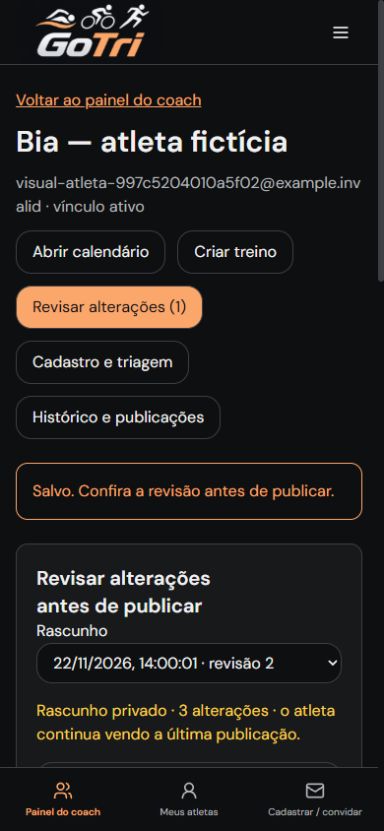 GoTri
Voltar ao painel do coach
Bia — atleta fictícia
visual-atleta-997c5204010a5f02@example.inv
alid · vínculo ativo
Abrir calendário
Criar treino
Revisar alterações (1)
Cadastro e triagem
Histórico e publicações
Salvo. Confira a revisão antes de publicar.
Revisar alterações
antes de publicar
Rascunho
22/11/2026, 14:00:01 · revisão 2
Rascunho privado · 3 alterações · o atleta
continua vendo a última publicação.
Painel do coach
Meus atletas
Cadastrar / convidar